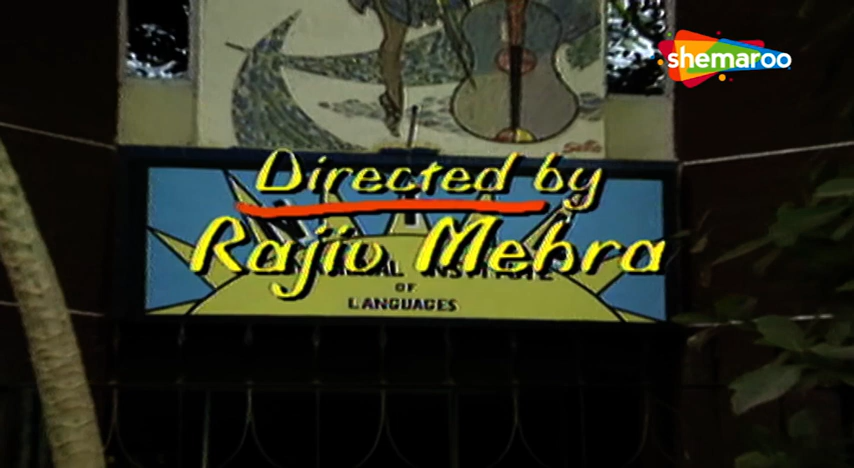 shemaroo
Directed by
Rajiv Mehra
OF
LANGUAGES